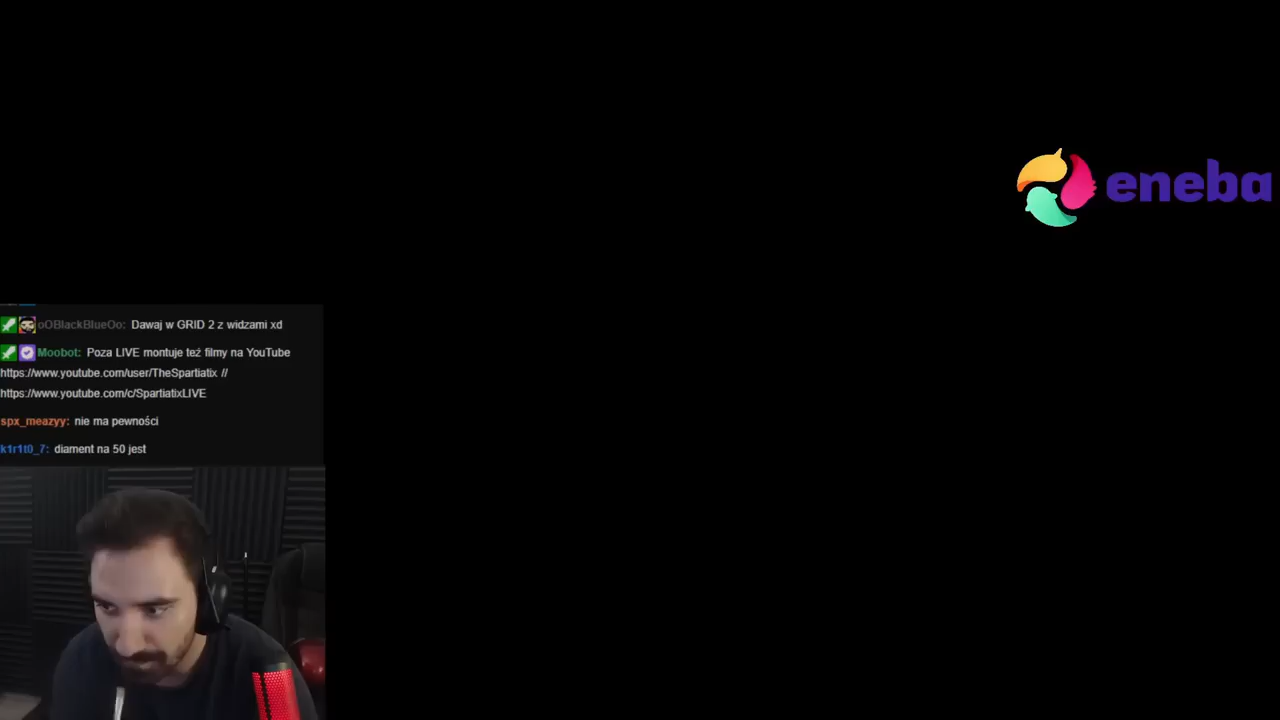 eneba
oOBlackBlueOo: Dawaj w GRID 2 z widzami xd
Moobot: Poza LIVE montuje też filmy na YouTube
https://www.youtube.com/user/TheSpartiatix //
https://www.youtube.com/c/SpartiatixLIVE
spx_meazyy: nie ma pewności
k1r1t0_7: diament na 50 jest